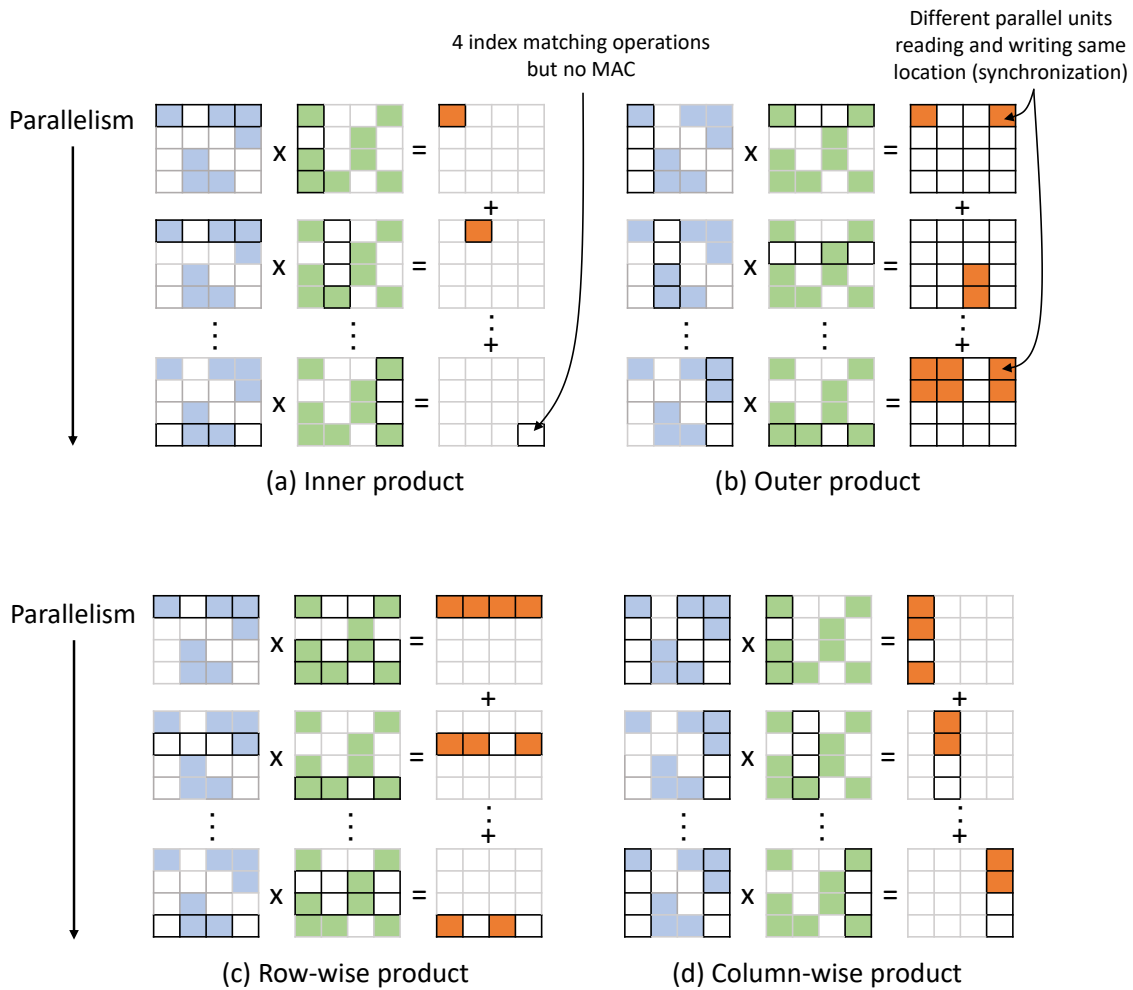 4 index matching operations
but no MAC
Different parallel units
reading and writing same
location (synchronization)
Parallelism
x
=
x
=
+
+
x
=
x
=
⋮
⋮
⋮
+
⋮
⋮
⋮
+
x
=
x
=
(a) Inner product
(b) Outer product
Parallelism
x
=
x
=
+
+
x
=
x
=
⋮
⋮
⋮
+
⋮
⋮
⋮
+
x
=
x
=
(c) Row-wise product
(d) Column-wise product